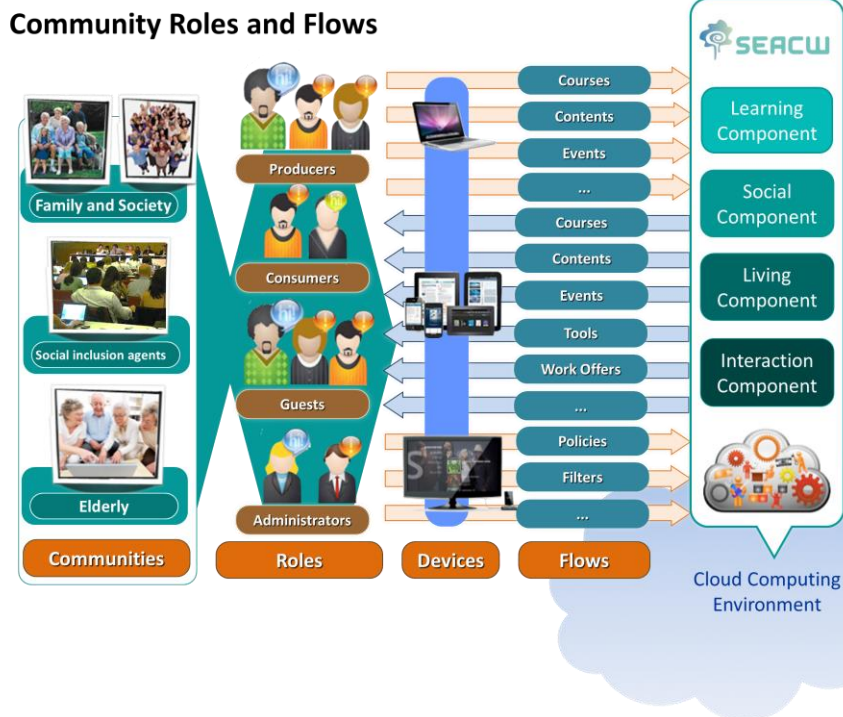 Community Roles and Flows
SEACW
Family and Society
Social inclusion agents
Elderly
Communities
hi
Producers
Consumers
Guests
Administrators
Roles
Devices
Courses
Contents
Events
...
Courses
Contents
Events
Tools
Work Offers
...
Policies
Filters
...
Flows
Learning
Component
Social
Component
Living
Component
Interaction
Component
Cloud Computing
Environment